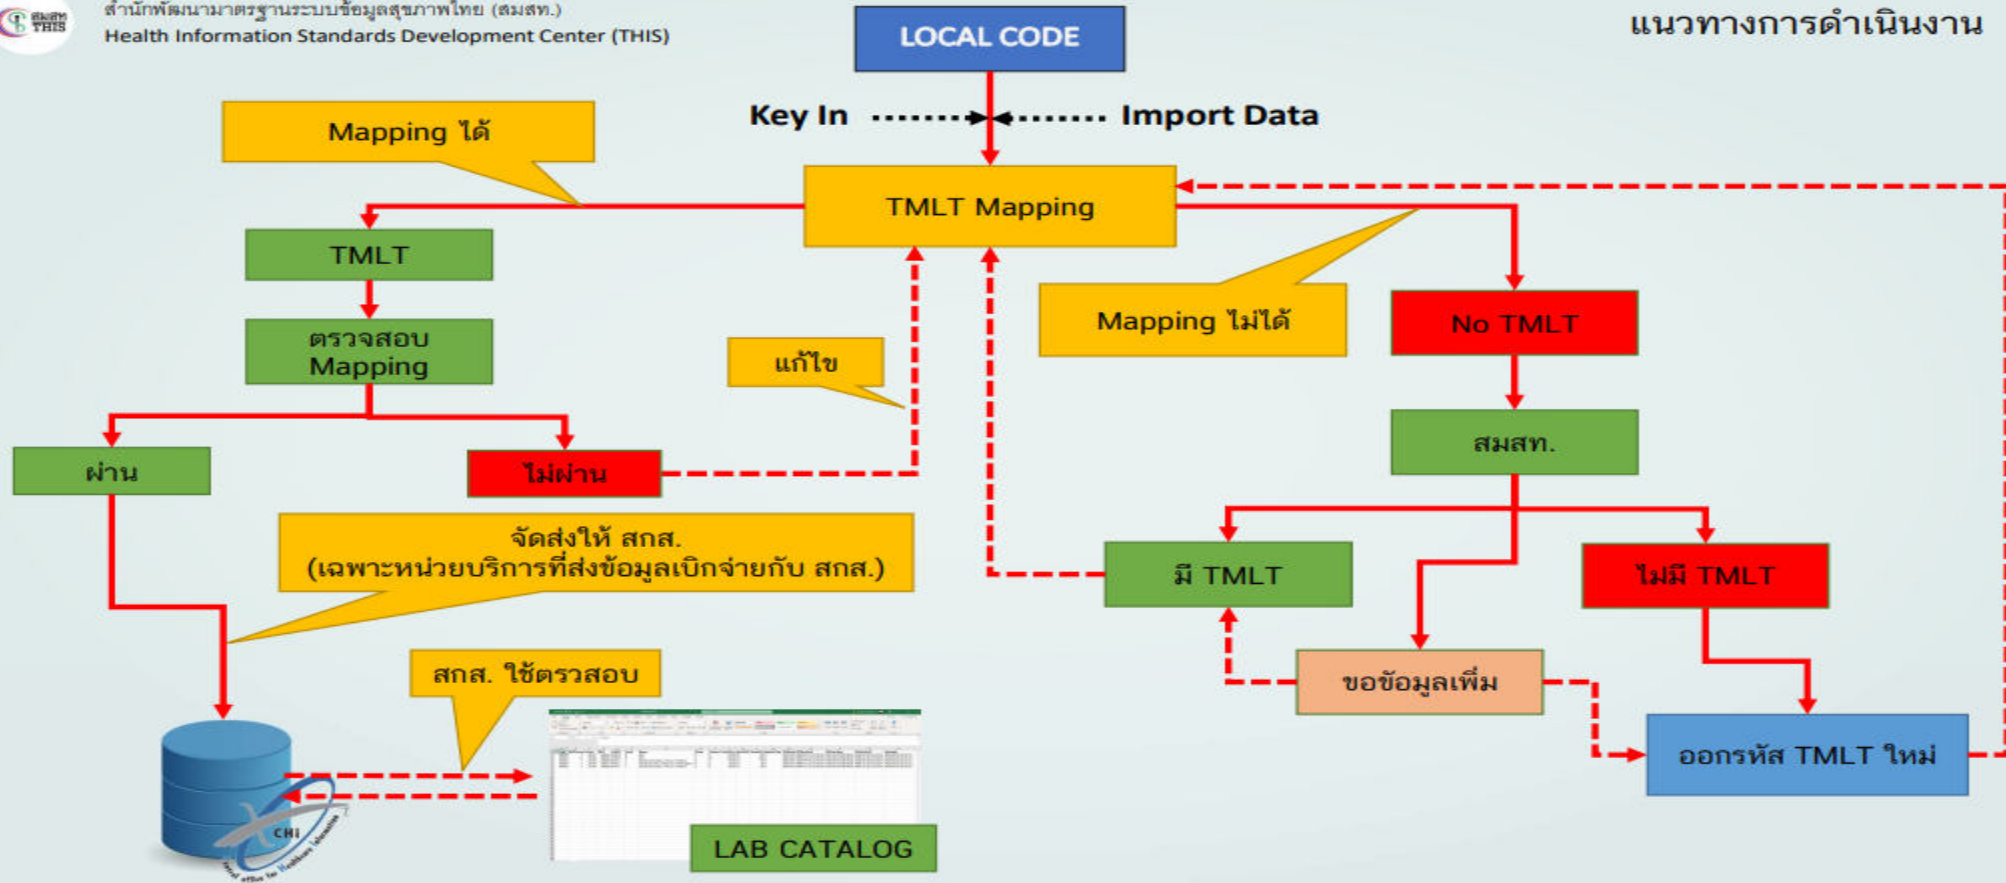 สมสท
THIS
สำนักพัฒนามาตรฐานระบบข้อมูลสุขภาพไทย (สมสท.)
Health Information Standards Development Center (THIS)
แนวทางการดำเนินงาน
LOCAL CODE
Key In
Import Data
Mapping ได้
TMLT Mapping
TMLT
ตรวจสอบ
Mapping
Mapping ไม่ได้
No TMLT
แก้ไข
สมสท.
ผ่าน
ไม่ผ่าน
จัดส่งให้ สกส.
(เฉพาะหน่วยบริการที่ส่งข้อมูลเบิกจ่ายกับ สกส.)
มี TMLT
ไม่มี TMLT
สกส. ใช้ตรวสอบ
ขอข้อมูลเพิ่ม
ออกรหัส TMLT ใหม่
CHi
LAB CATALOG